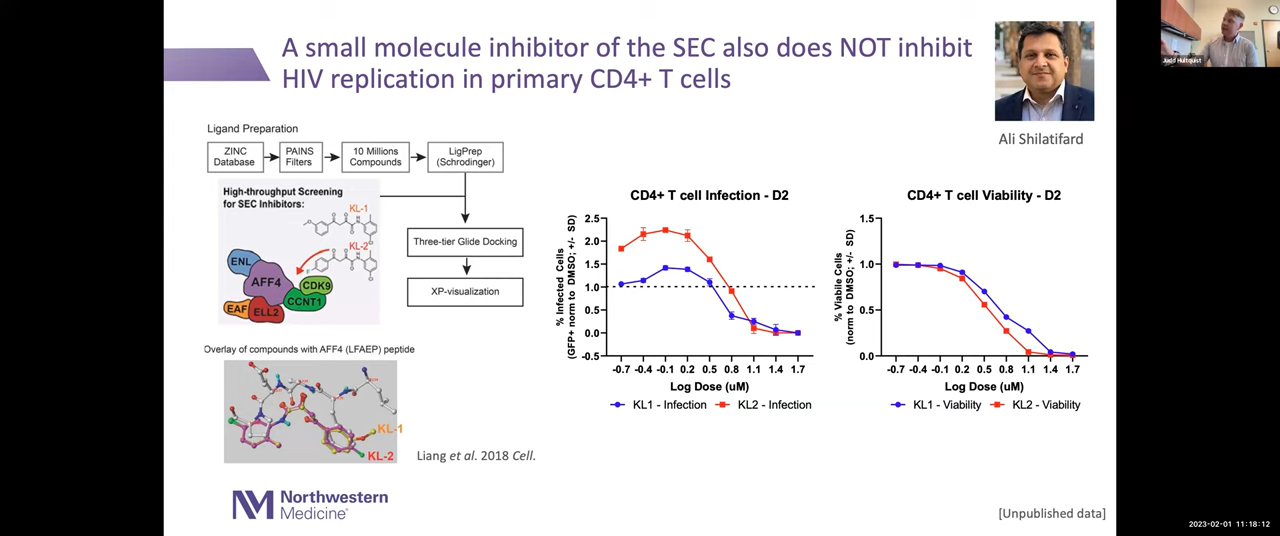 A small molecule inhibitor of the SEC also does NOT inhibit
HIV replication in primary CD4+ T cells
Judd Hultquist
Ali Shilatifard
Ligand Preparation
ZINC
Database
PAINS
Filters
10 Millions
Compounds
LigPrep
(Schrodinger)
High-throughput Screening
for SEC Inhibitors:
KL-1
KL-2
ENL
AFF4
CDK9
CCNT1
EAF
ELL2
Three-tier Glide Docking
XP-visualization
Overlay of compounds with AFF4 (LFAEP) peptide
KL-1
KL-2
Liang et al. 2018 Cell.
CD4+ T cell Infection - D2
% Infected Cells
(GFP+ norm to DMSO; +/- SD)
2.5
2.0
1.5
1.0
0.5
0.0
-0.5
-0.7 -0.4 -0.1 0.2 0.5 0.8 1.1 1.4 1.7
Log Dose (uM)
KL1 - Infection KL2 - Infection
CD4+ T cell Viability - D2
% Viabile Cells
(norm to DMSO; +/- SD)
1.5
1.0
0.5
0.0
-0.7 -0.4 -0.1 0.2 0.5 0.8 1.1 1.4 1.7
Log Dose (uM)
KL1 - Viability KL2 - Viability
NM Northwestern
Medicine®
[Unpublished data]
2023-02-01 11:18:12